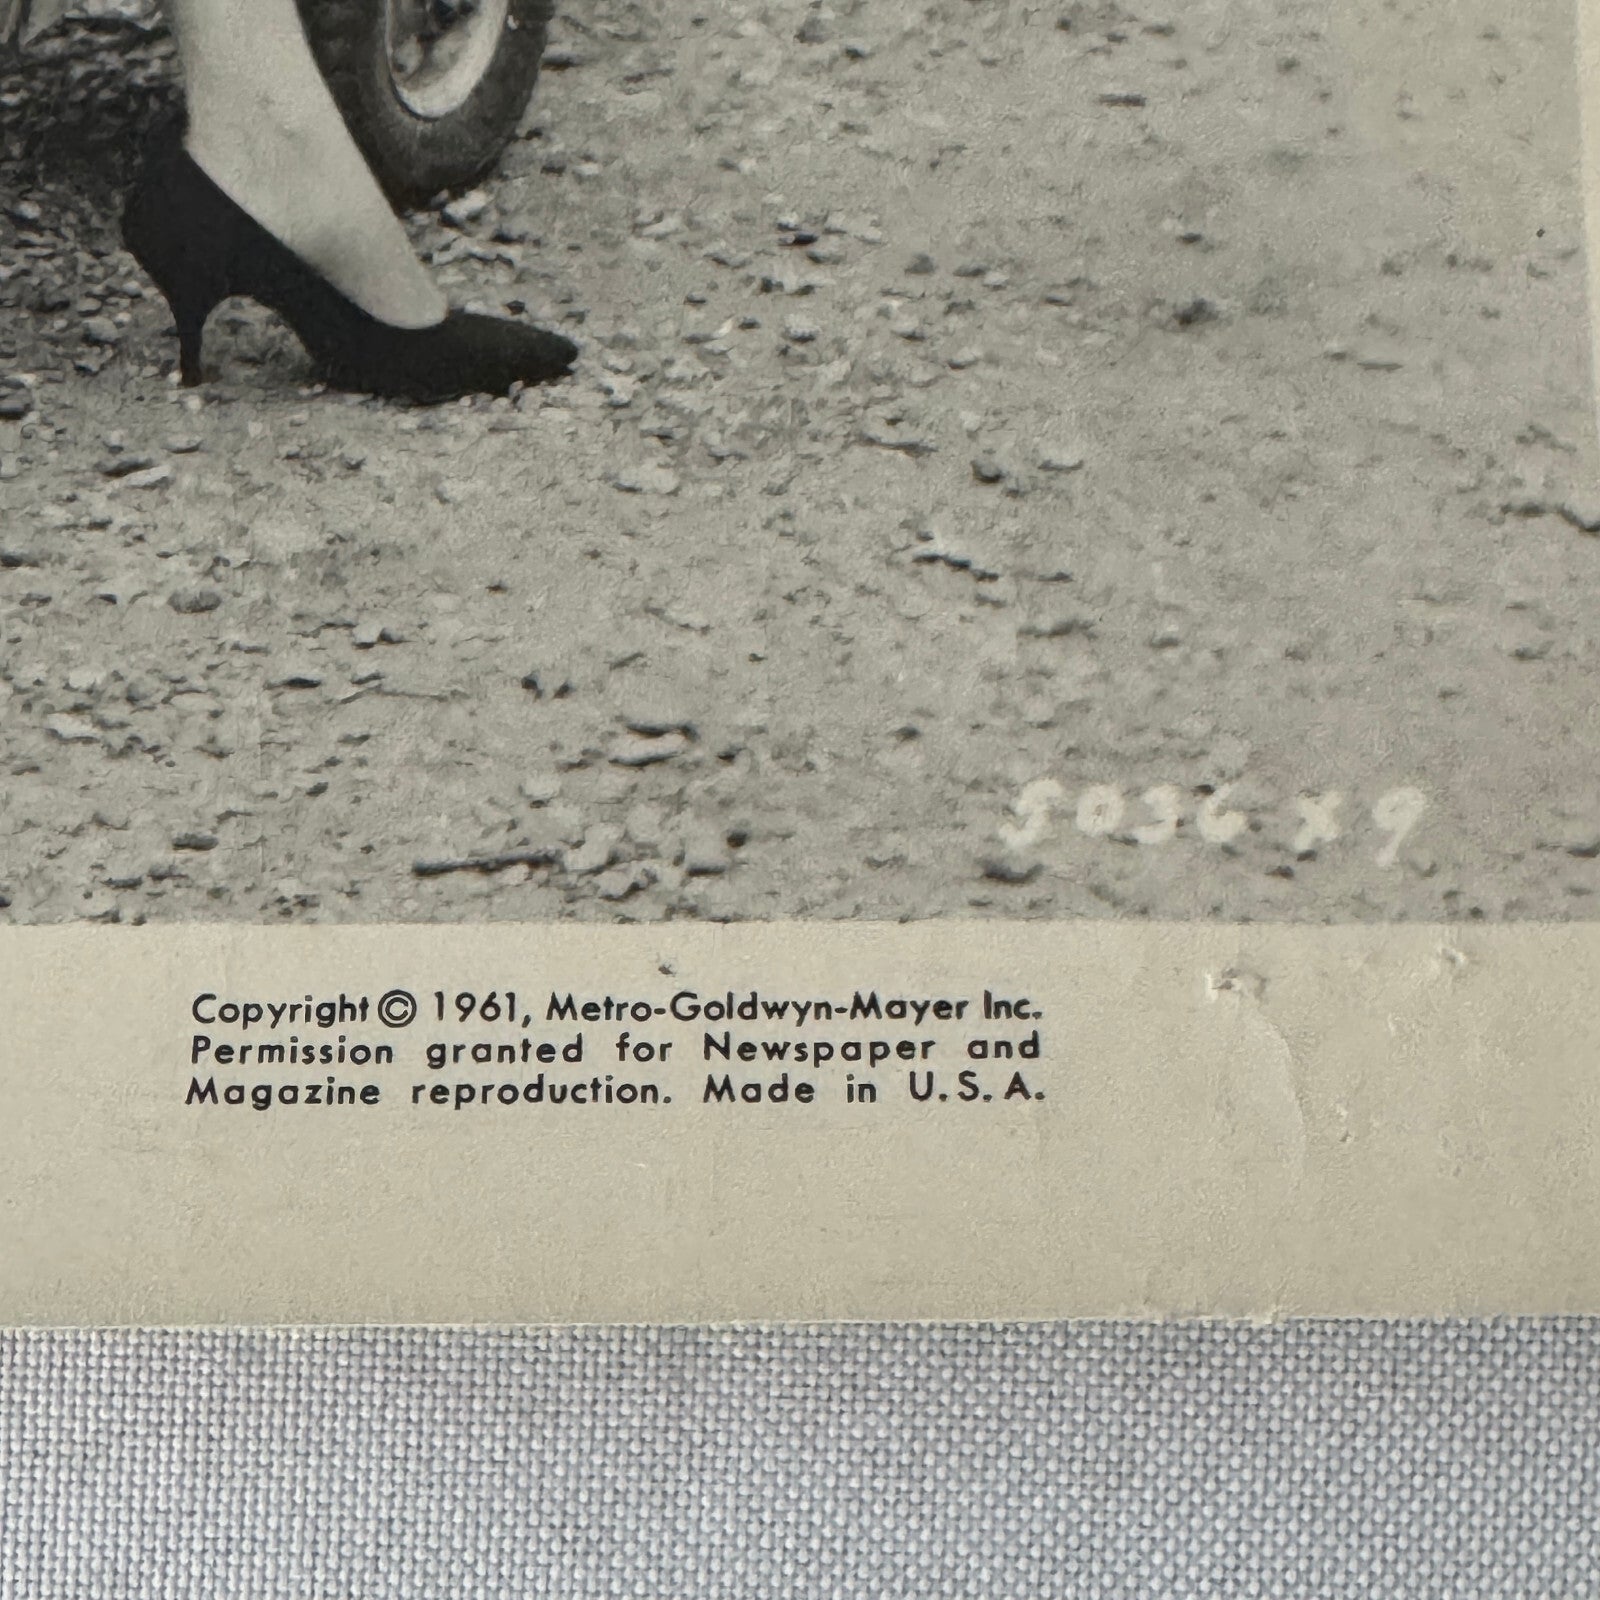 5036 x 9
Copyright © 1961, Metro-Goldwyn-Mayer Inc.
Permission granted for Newspaper and
Magazine reproduction. Made in U.S.A.